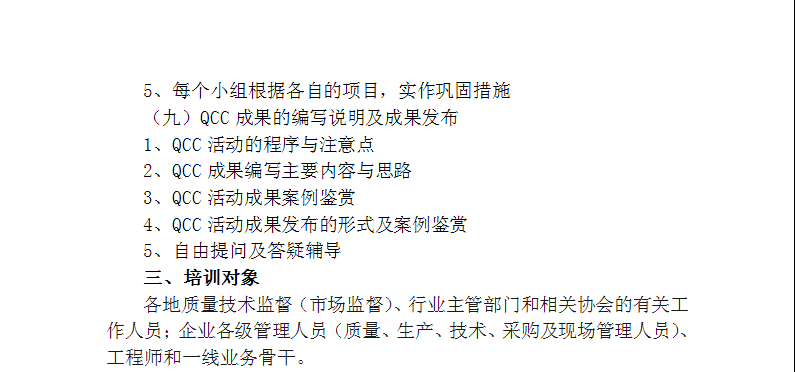 5、每个小组根据各自的项目，实作巩固措施
（九）QCC 成果的编写说明及成果发布
1、QCC 活动的程序与注意点
2、QCC 成果编写主要内容与思路
3、QCC 活动成果案例鉴赏
4、QCC 活动成果发布的形式及案例鉴赏
5、自由提问及答疑辅导
三、培训对象
各地质量技术监督（市场监督）、行业主管部门和相关协会的有关工
作人员；企业各级管理人员（质量、生产、技术、采购及现场管理人员）、
工程师和一线业务骨干。